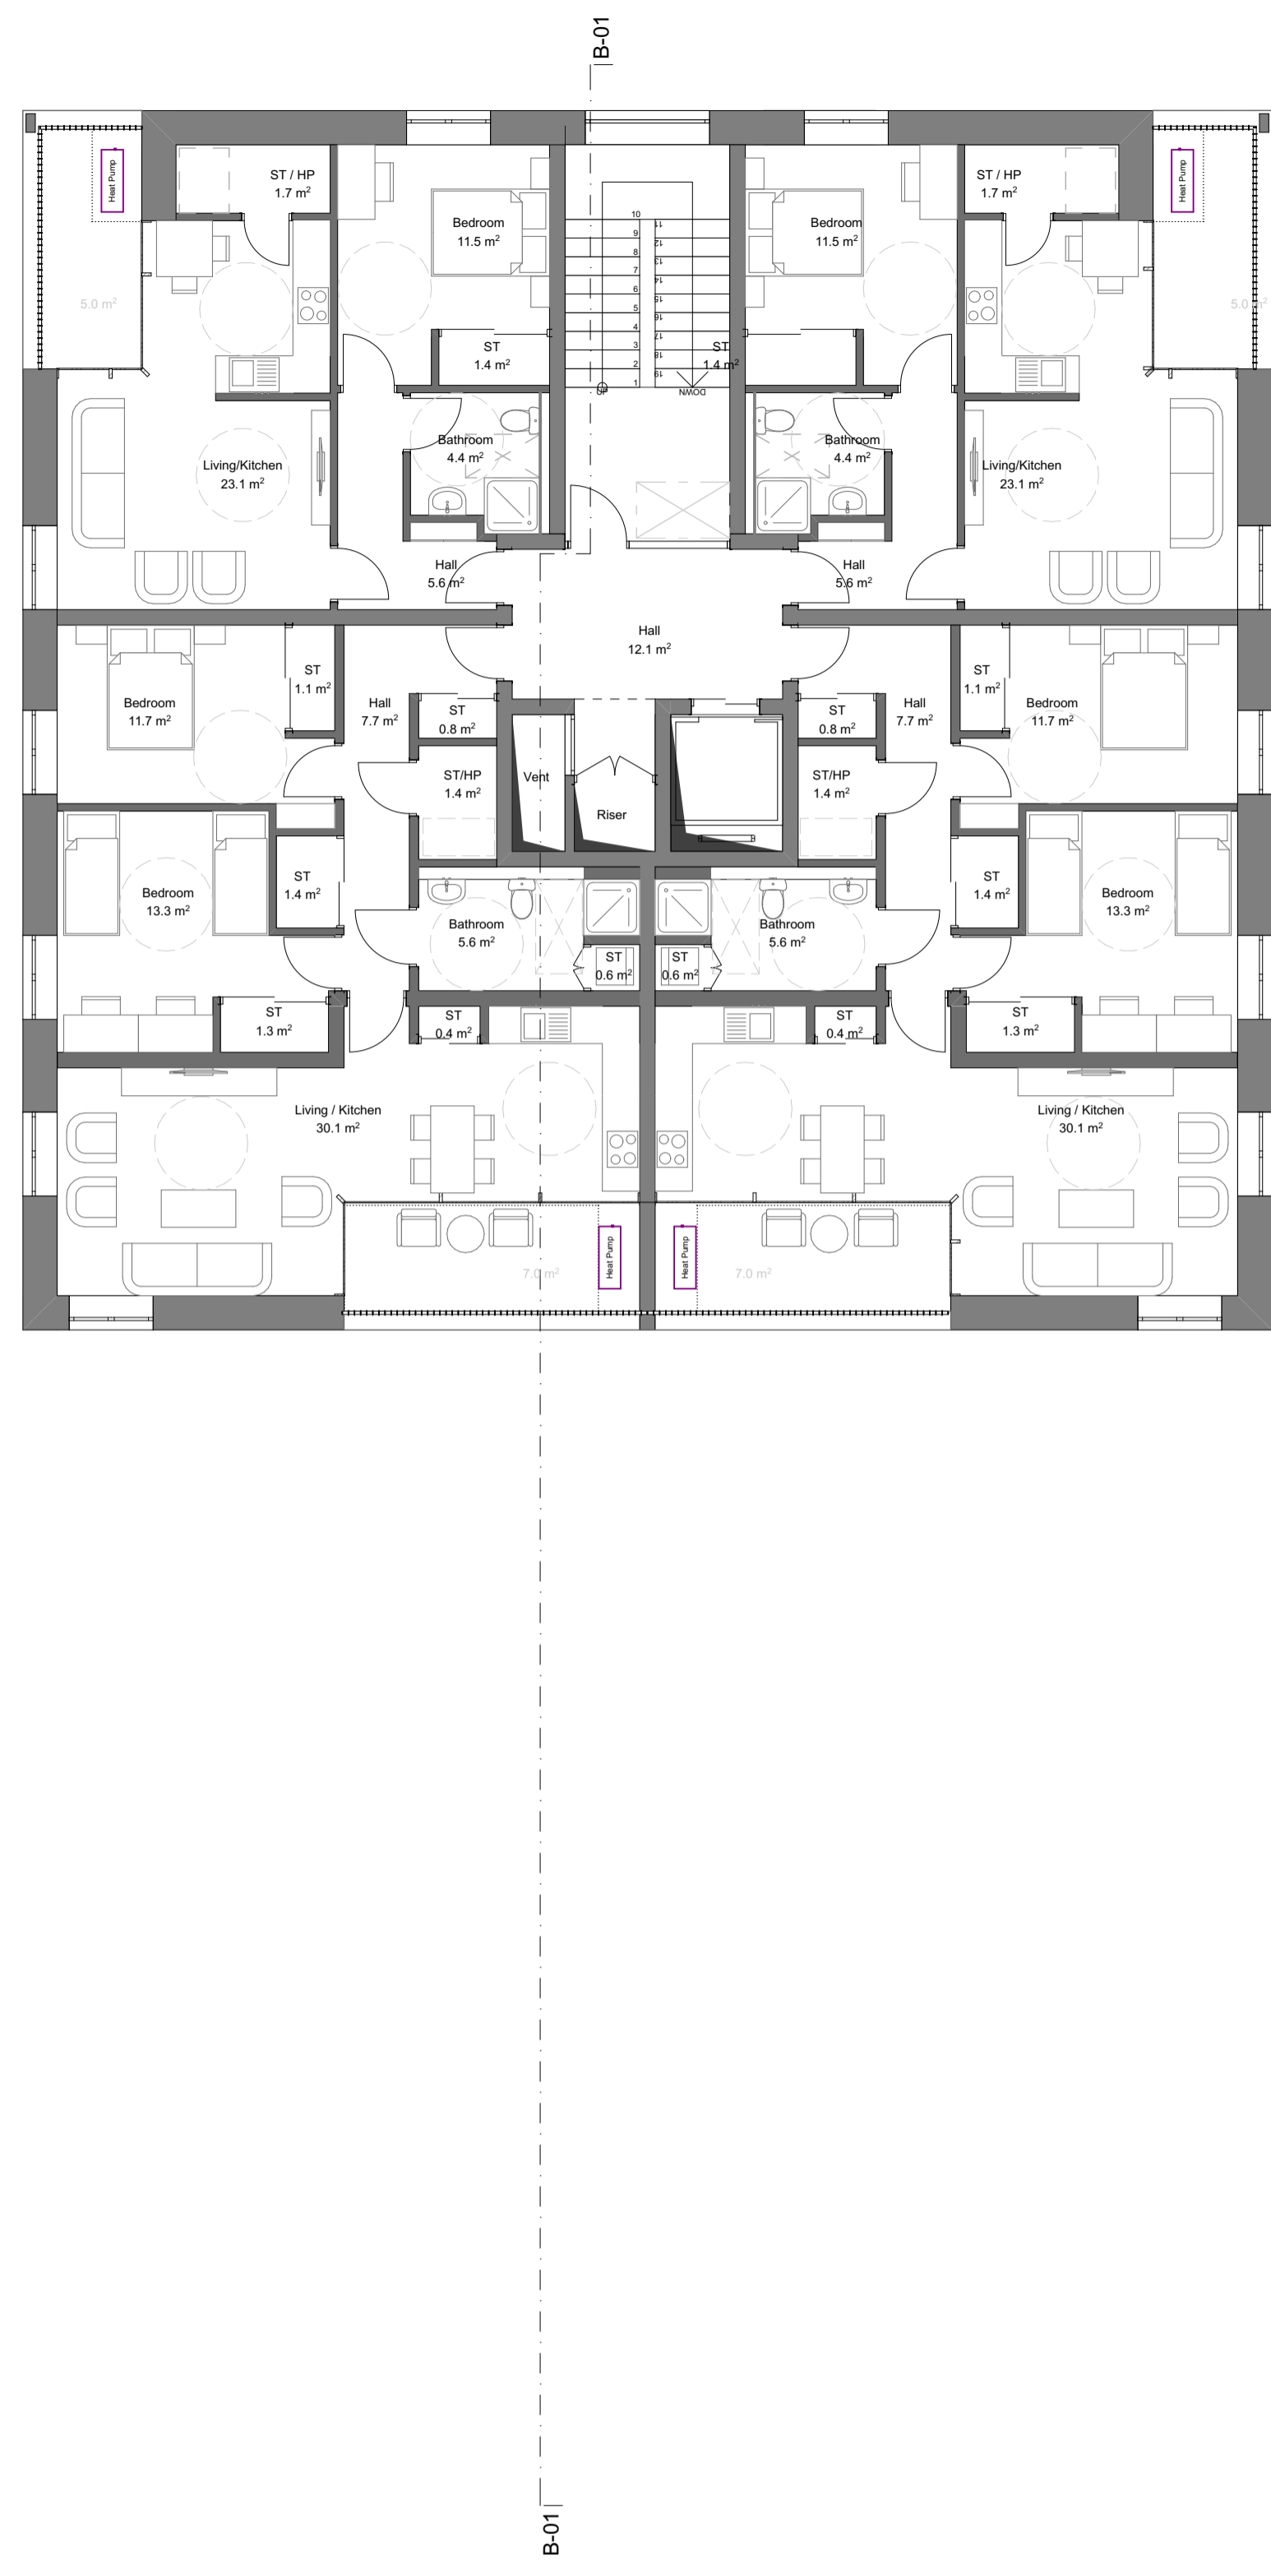 B-01
Heat Pump
ST / HP
1.7 m²
ST / HP
1.7 m²
Heat Pump
Bedroom
11.5 m²
Bedroom
11.5 m²
10
9
8
7
6
5
4
3
2
1
11
12
13
14
15
16
17
18
19
UP
DOWN
5.0 m²
5.0 m²
ST
1.4 m²
ST
1.4 m²
Bathroom
4.4 m²
Bathroom
4.4 m²
Living/Kitchen
23.1 m²
Living/Kitchen
23.1 m²
Hall
5.6 m²
Hall
5.6 m²
Hall
12.1 m²
ST
1.1 m²
ST
1.1 m²
Bedroom
11.7 m²
Hall
7.7 m²
ST
0.8 m²
ST
0.8 m²
Hall
7.7 m²
Bedroom
11.7 m²
ST/HP
1.4 m²
Vent
Riser
ST/HP
1.4 m²
Bedroom
13.3 m²
ST
1.4 m²
ST
1.4 m²
Bedroom
13.3 m²
Bathroom
5.6 m²
Bathroom
5.6 m²
ST
0.6 m²
ST
0.6 m²
ST
1.3 m²
ST
0.4 m²
ST
0.4 m²
ST
1.3 m²
Living / Kitchen
30.1 m²
Living / Kitchen
30.1 m²
7.0 m²
Heat Pump
Heat Pump
7.0 m²
B-01